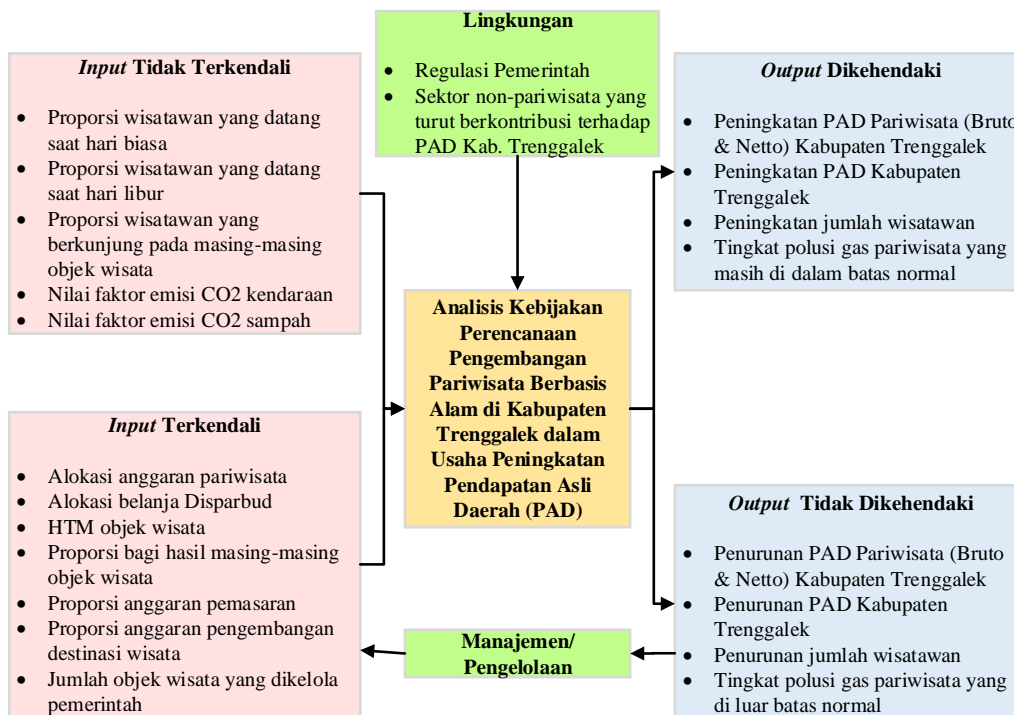 Lingkungan
• Regulasi Pemerintah
• Sektor non-pariwisata yang
turut berkontribusi terhadap
PAD Kab. Trenggalek
Input Tidak Terkendali
• Proporsi wisatawan yang datang
saat hari biasa
• Proporsi wisatawan yang datang
saat hari libur
• Proporsi wisatawan yang
berkunjung pada masing-masing
objek wisata
• Nilai faktor emisi CO2 kendaraan
• Nilai faktor emisi CO2 sampah
Output Dikehendaki
• Peningkatan PAD Pariwisata (Bruto
& Netto) Kabupaten Trenggalek
• Peningkatan PAD Kabupaten
Trenggalek
• Peningkatan jumlah wisatawan
• Tingkat polusi gas pariwisata yang
masih di dalam batas normal
Analisis Kebijakan
Perencanaan
Pengembangan
Pariwisata Berbasis
Alam di Kabupaten
Trenggalek dalam
Usaha Peningkatan
Pendapatan Asli
Daerah (PAD)
Input Terkendali
• Alokasi anggaran pariwisata
• Alokasi belanja Disparbud
• HTM objek wisata
• Proporsi bagi hasil masing-masing
objek wisata
• Proporsi anggaran pemasaran
• Proporsi anggaran pengembangan
destinasi wisata
• Jumlah objek wisata yang dikelola
pemerintah
Manajemen/
Pengelolaan
Output Tidak Dikehendaki
• Penurunan PAD Pariwisata (Bruto
& Netto) Kabupaten Trenggalek
• Penurunan PAD Kabupaten
Trenggalek
• Penurunan jumlah wisatawan
• Tingkat polusi gas pariwisata yang
di luar batas normal